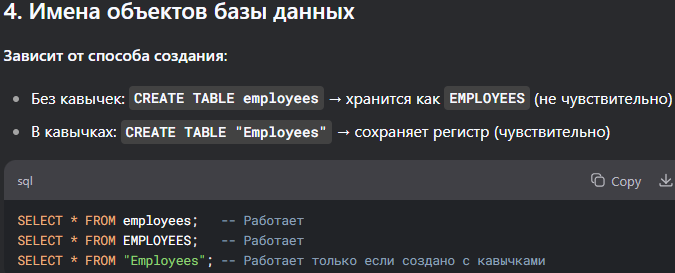 4. Имена объектов базы данных
Зависит от способа создания:
• Без кавычек: CREATE TABLE employees → хранится как EMPLOYEES (не чувствительно)
• В кавычках: CREATE TABLE "Employees" → сохраняет регистр (чувствительно)
sql Copy
SELECT * FROM employees; -- Работает
SELECT * FROM EMPLOYEES; -- Работает
SELECT * FROM "Employees"; -- Работает только если создано с кавычками